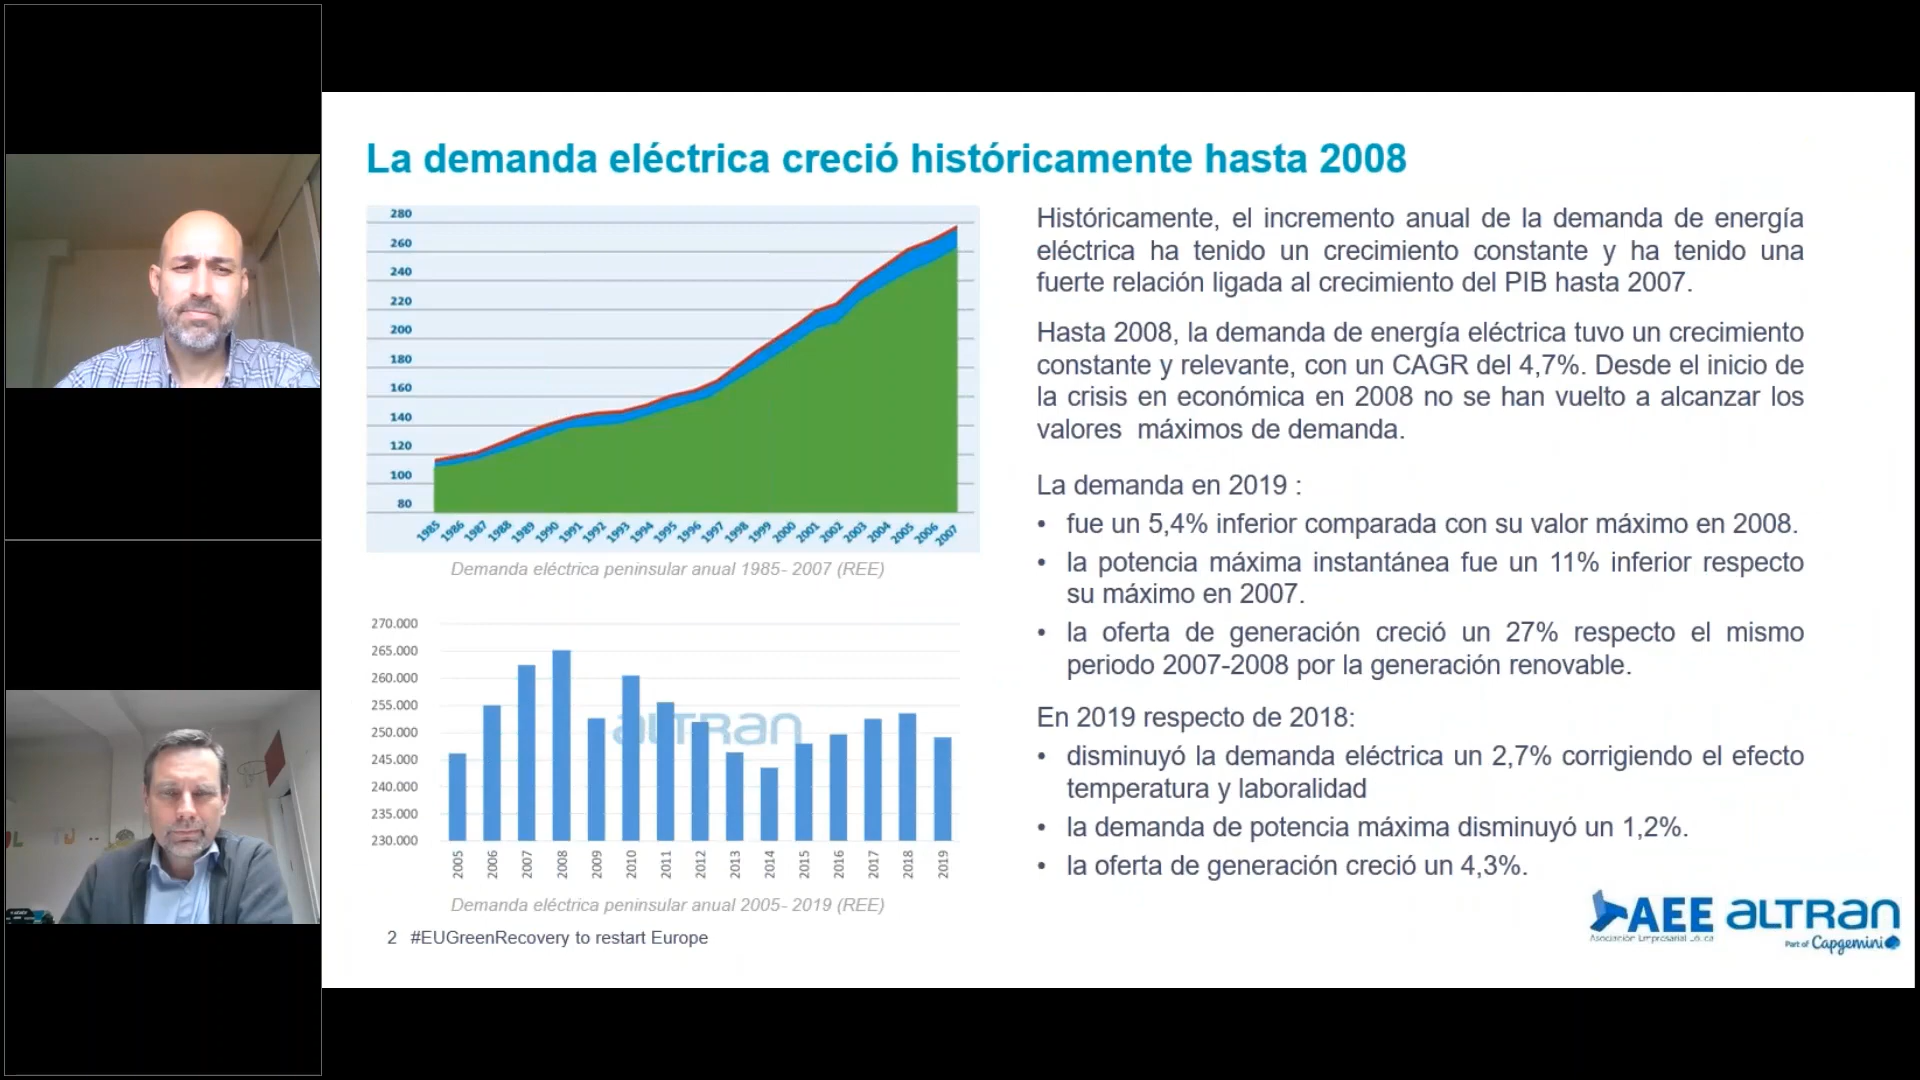 La demanda eléctrica creció históricamente hasta 2008
280
260
240
220
200
180
160
140
120
100
80
1985 1986 1987 1988 1989 1990 1991 1992 1993 1994 1995 1996 1997 1998 1999 2000 2001 2002 2003 2004 2005 2006 2007
Demanda eléctrica peninsular anual 1985- 2007 (REE)
270.000
265.000
260.000
255.000
250.000
245.000
240.000
235.000
230.000
altran
2005 2006 2007 2008 2009 2010 2011 2012 2013 2014 2015 2016 2017 2018 2019
Demanda eléctrica peninsular anual 2005- 2019 (REE)
2 #EUGreenRecovery to restart Europe
Históricamente, el incremento anual de la demanda de energía
eléctrica ha tenido un crecimiento constante y ha tenido una
fuerte relación ligada al crecimiento del PIB hasta 2007.
Hasta 2008, la demanda de energía eléctrica tuvo un crecimiento
constante y relevante, con un CAGR del 4,7%. Desde el inicio de
la crisis en económica en 2008 no se han vuelto a alcanzar los
valores máximos de demanda.
La demanda en 2019 :
• fue un 5,4% inferior comparada con su valor máximo en 2008.
• la potencia máxima instantánea fue un 11% inferior respecto
su máximo en 2007.
• la oferta de generación creció un 27% respecto el mismo
periodo 2007-2008 por la generación renovable.
En 2019 respecto de 2018:
• disminuyó la demanda eléctrica un 2,7% corrigiendo el efecto
temperatura y laboralidad
• la demanda de potencia máxima disminuyó un 1,2%.
• la oferta de generación creció un 4,3%.
AEE altran
Asociación Empresarial
Part of Capgemini